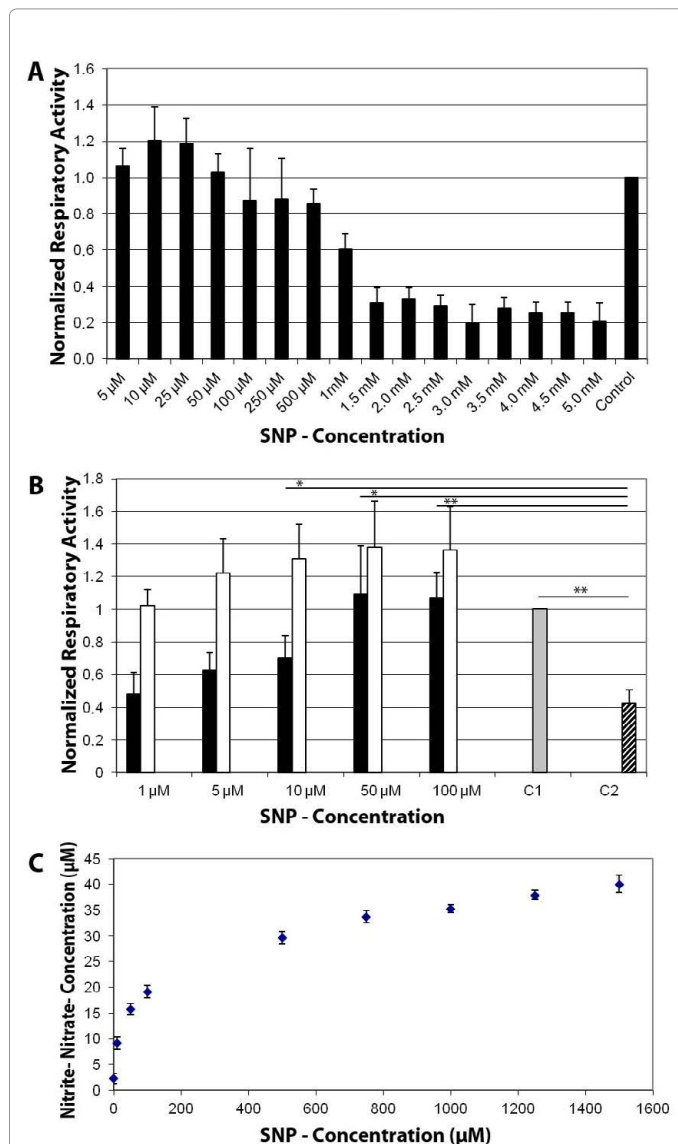 A
Normalized Respiratory Activity
1.6
1.4
1.2
1.0
0.8
0.6
0.4
0.2
0.0
5 µM
10 µM
25 µM
50 µM
100 µM
250 µM
500 µM
1mM
1.5 mM
2.0 mM
2.5 mM
3.0 mM
3.5 mM
4.0 mM
4.5 mM
5.0 mM
Control
SNP - Concentration
B
Normalized Respiratory Activity
1.8
1.6
1.4
1.2
1
0.8
0.6
0.4
0.2
0
*
*
**
**
1 µM
5 µM
10 µM
50 µM
100 µM
C1
C2
SNP - Concentration
C
Nitrite- Nitrate- Concentration (µM)
45
40
35
30
25
20
15
10
5
0
0
200
400
600
800
1000
1200
1400
1600
SNP - Concentration (µM)